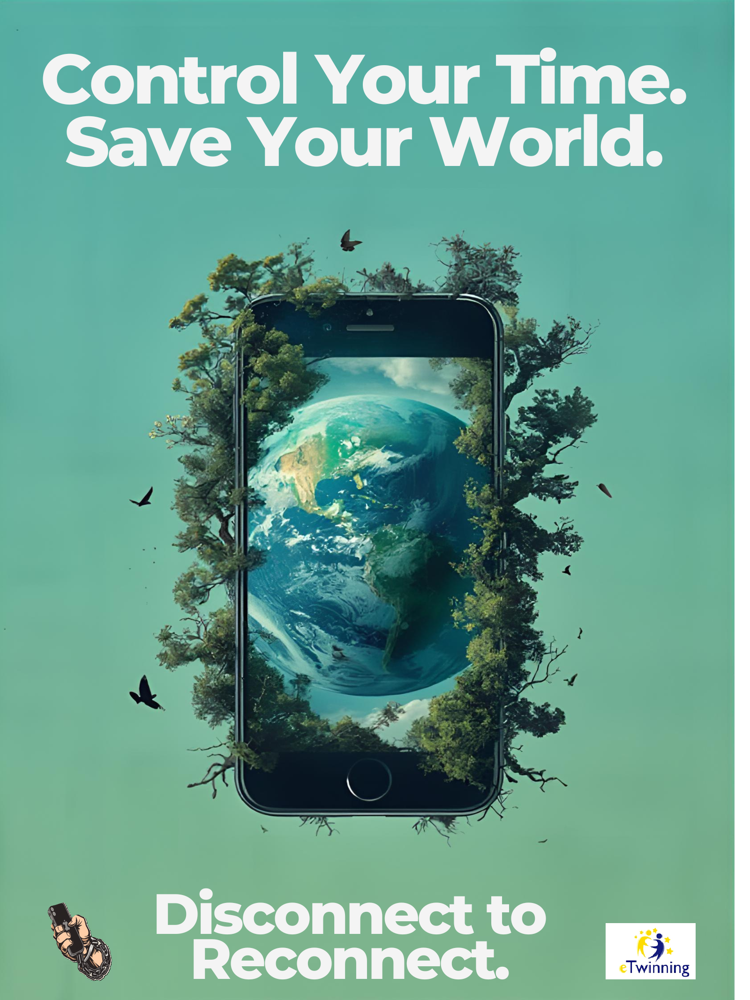 Control Your Time.
Save Your World.
Disconnect to
Reconnect.
eTwinning